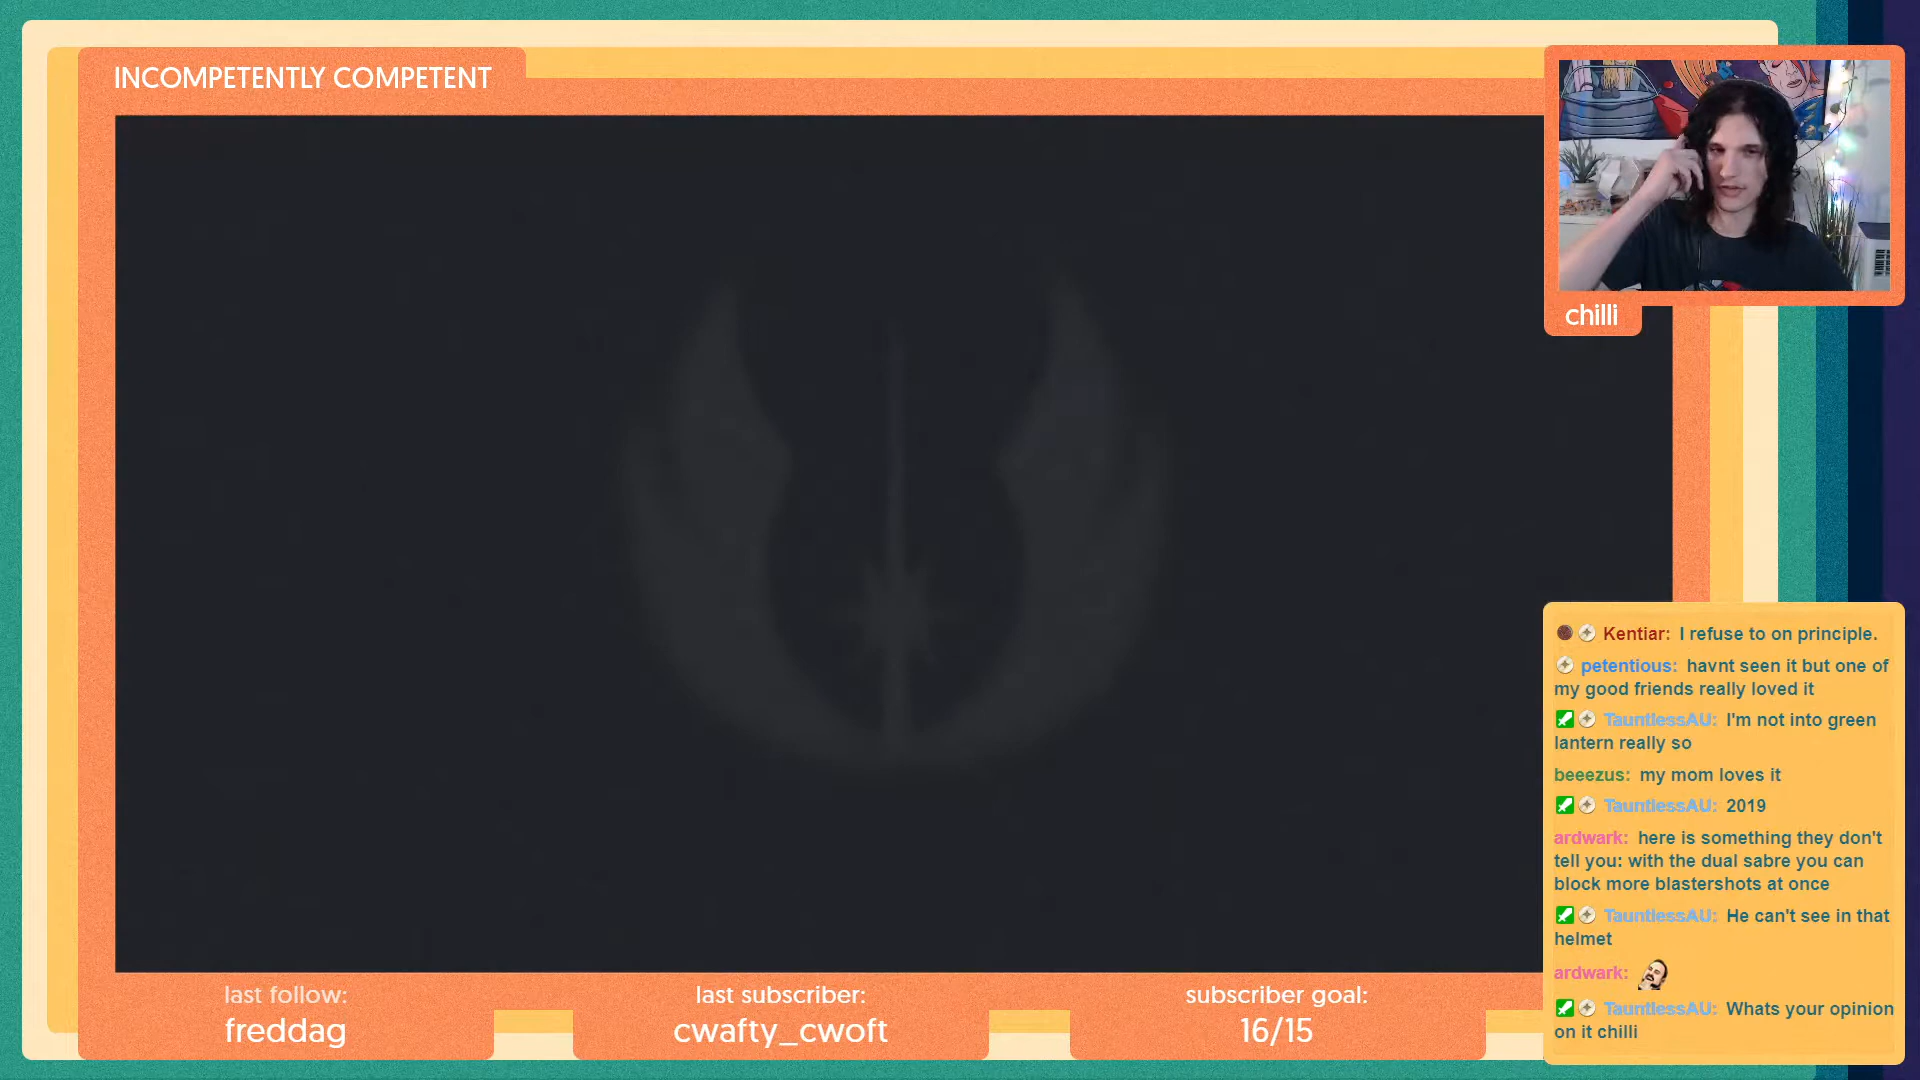 INCOMPETENTLY COMPETENT
chilli
Kentiar: I refuse to on principle.
petentious: havnt seen it but one of
my good friends really loved it
TauntlessAU: I'm not into green
lantern really so
beeezus: my mom loves it
TauntlessAU: 2019
ardwark: here is something they don't
tell you: with the dual sabre you can
block more blastershots at once
TauntlessAU: He can't see in that
helmet
ardwark:
TauntlessAU: Whats your opinion
on it chilli
last follow:
freddag
last subscriber:
cwafty_cwoft
subscriber goal:
16/15